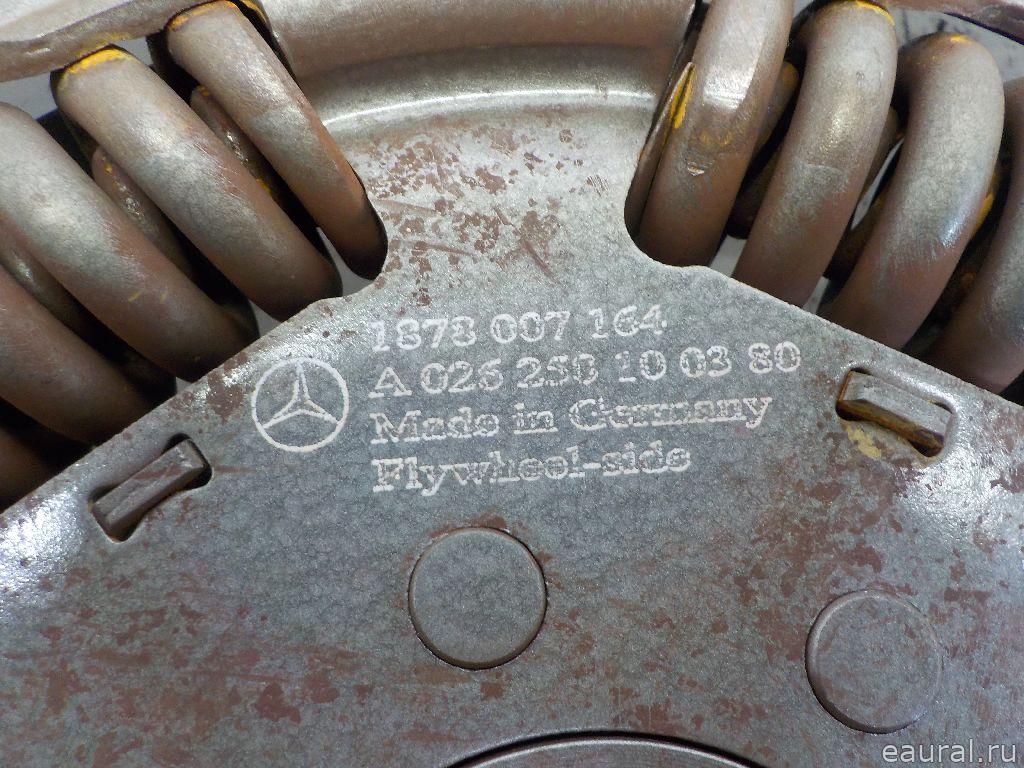 1878 007 164
A 026 250 10 03 80
Made in Germany
Flywheel-side
eaural.ru